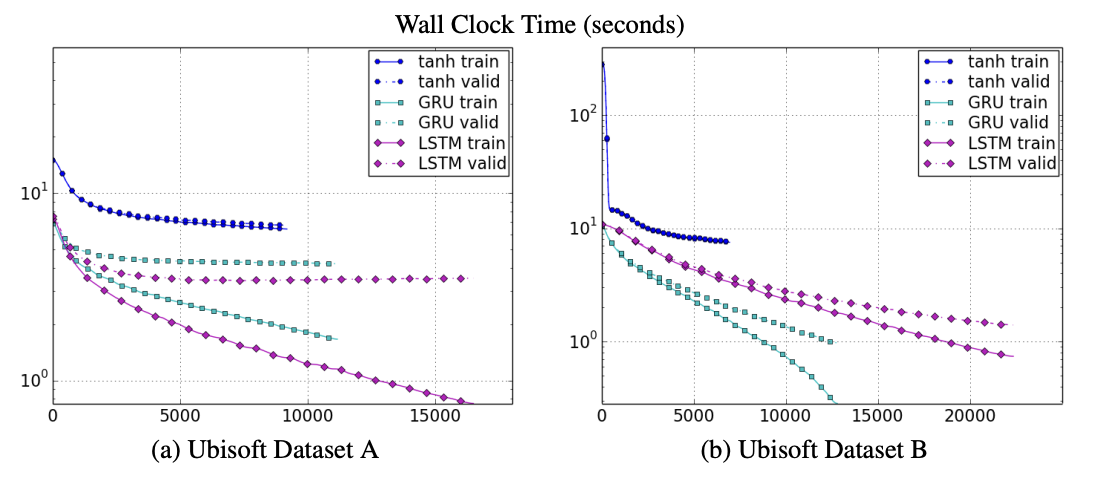 Wall Clock Time (seconds)
tanh train
tanh valid
GRU train
GRU valid
LSTM train
LSTM valid
10^1
10^0
0 5000 10000 15000
(a) Ubisoft Dataset A
tanh train
tanh valid
GRU train
GRU valid
LSTM train
LSTM valid
10^2
10^1
10^0
0 5000 10000 15000 20000
(b) Ubisoft Dataset B